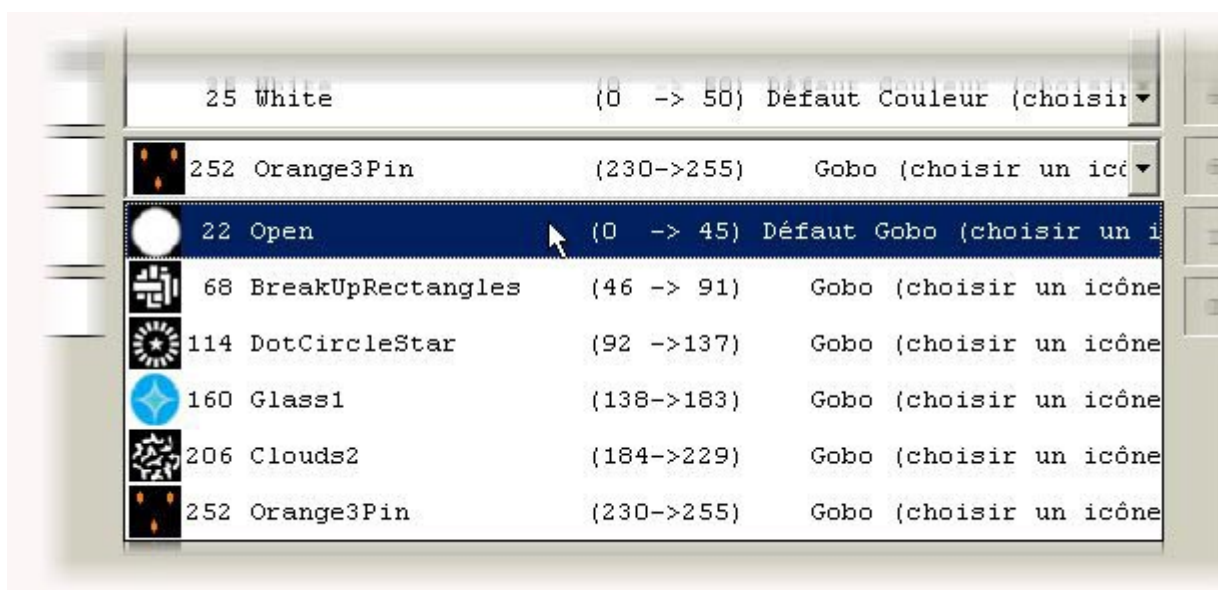 25 White (0 -> 50) Défaut Couleur (choisir
252 Orange3Pin (230->255) Gobo (choisir un icô
22 Open (0 -> 45) Défaut Gobo (choisir un i
68 BreakUpRectangles (46 -> 91) Gobo (choisir un icône
114 DotCircleStar (92 ->137) Gobo (choisir un icône
160 Glass1 (138->183) Gobo (choisir un icône
206 Clouds2 (184->229) Gobo (choisir un icône
252 Orange3Pin (230->255) Gobo (choisir un icône